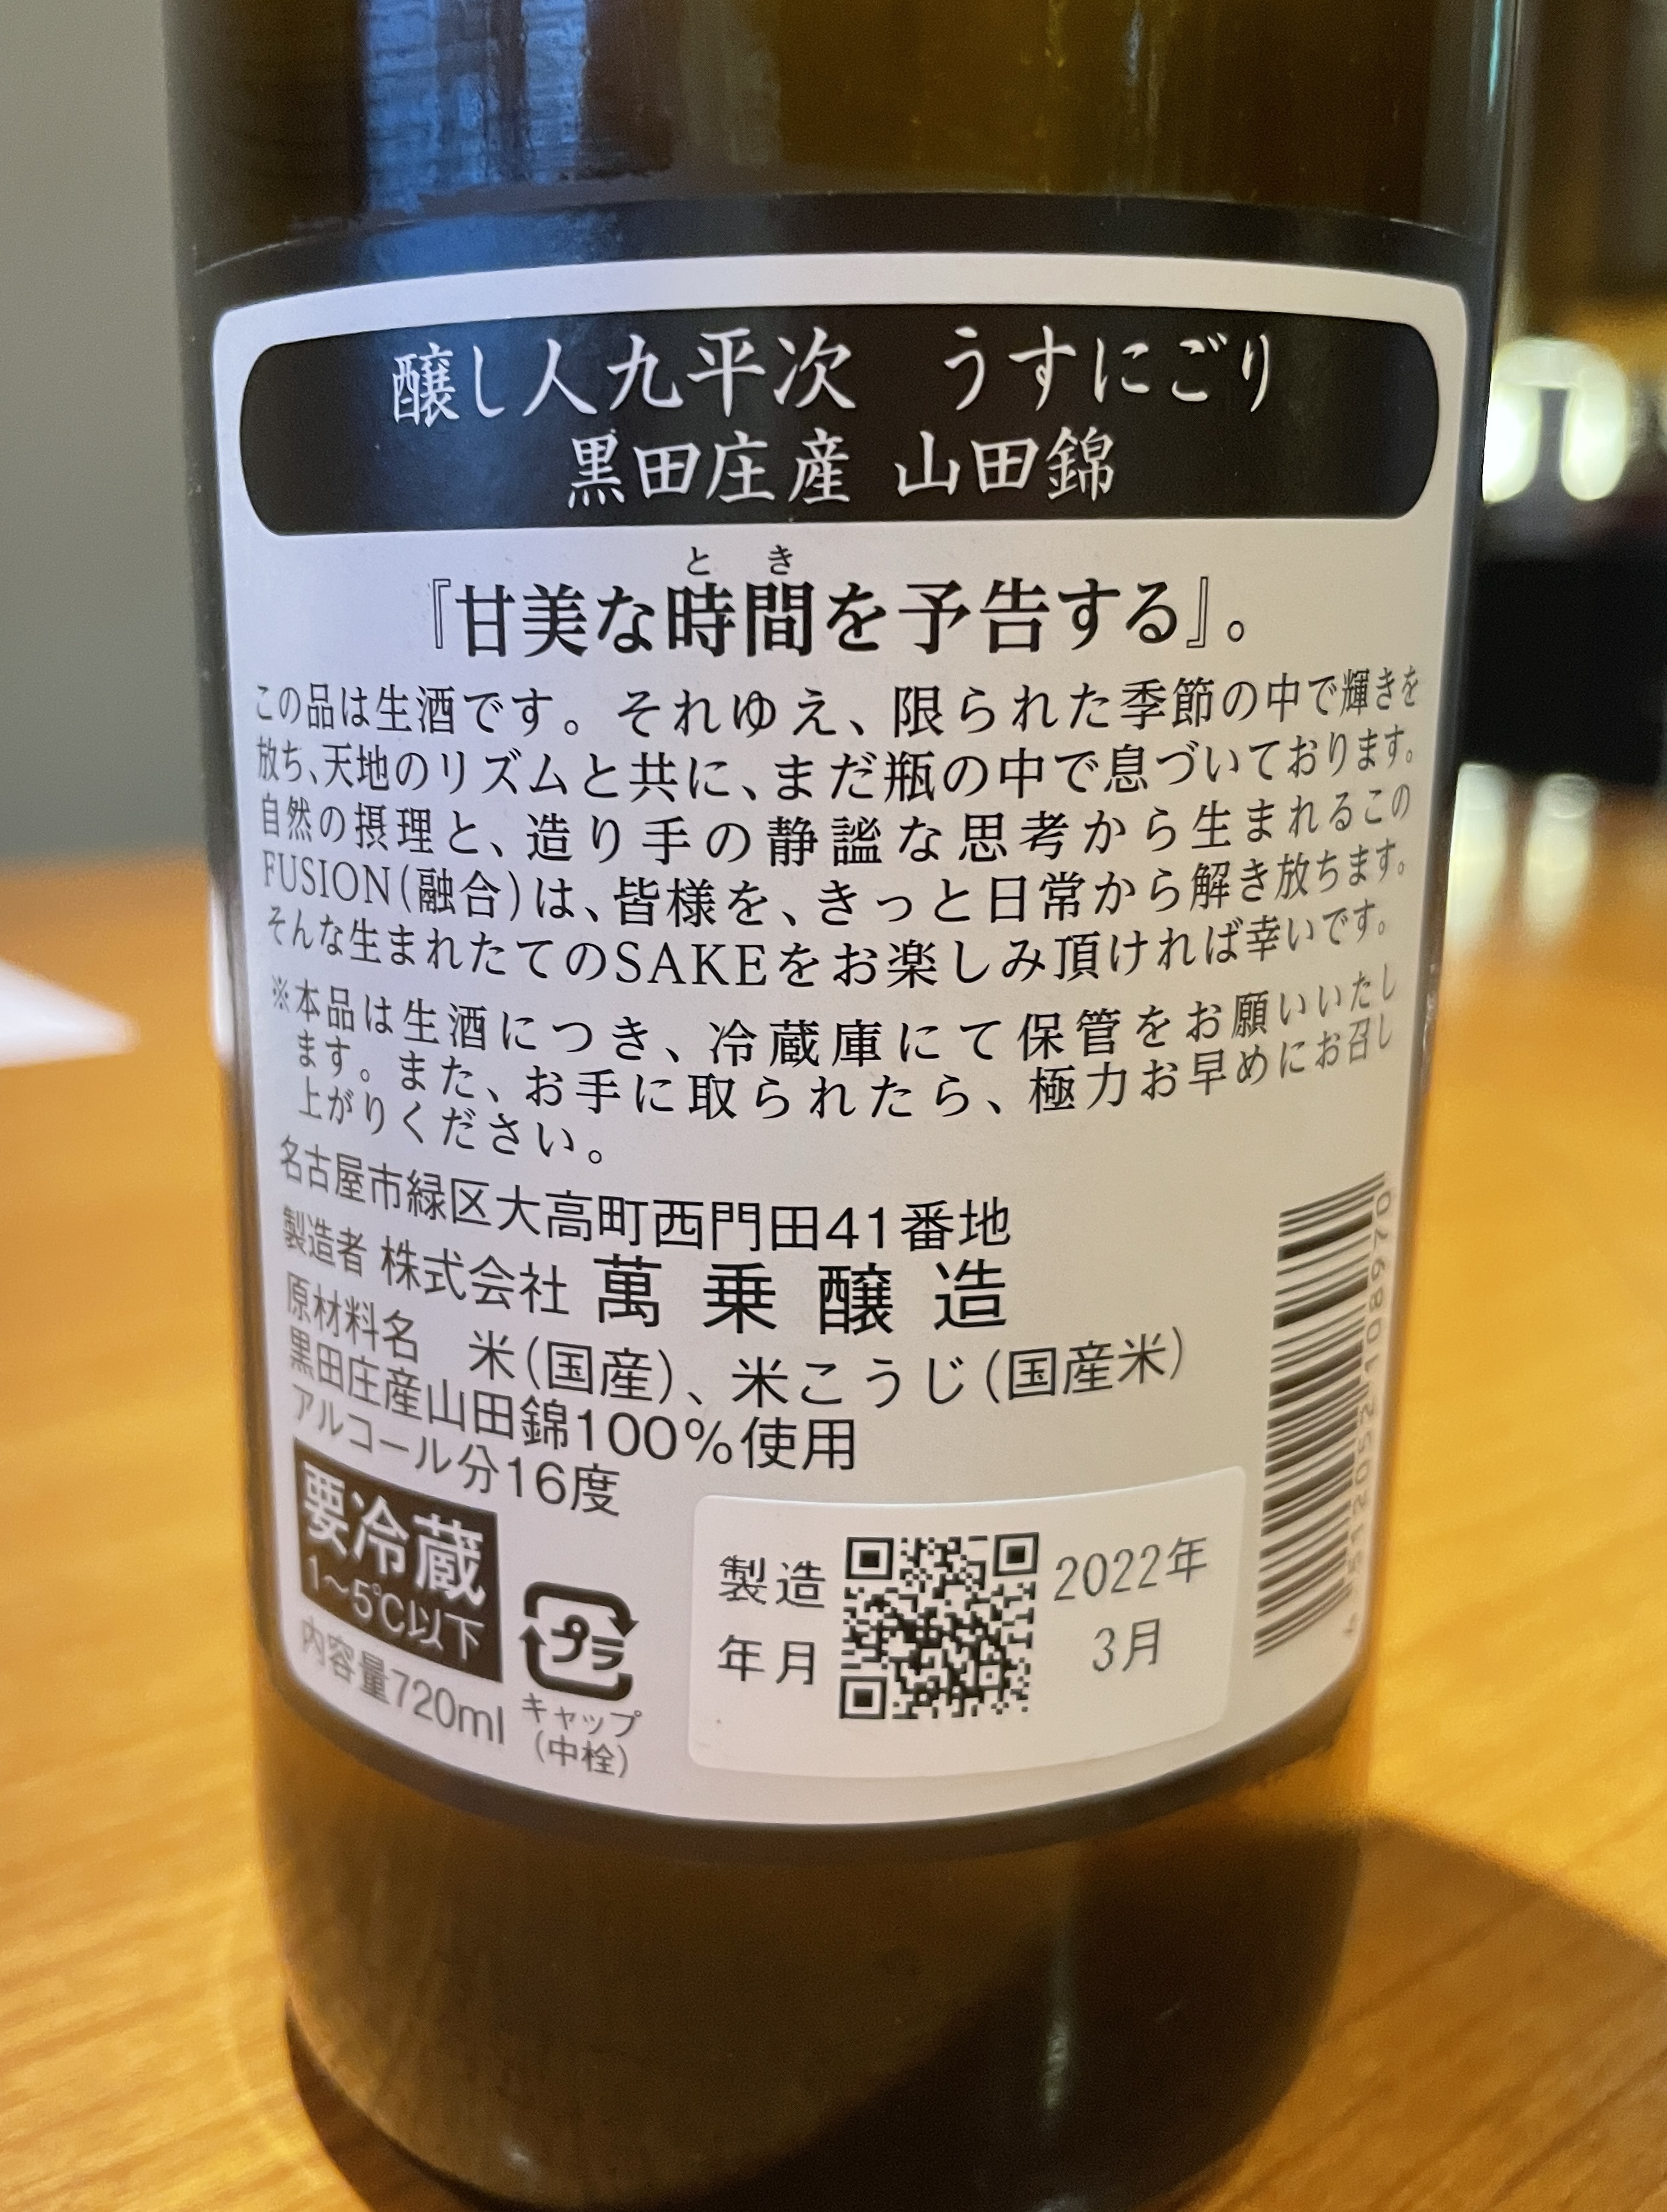 醸し人九平次　うすにごり
黒田庄産 山田錦
とき
『甘美な時間を予告する』。
この品は生酒です。それゆえ、限られた季節の中で輝きを
放ち、天地のリズムと共に、まだ瓶の中で息づいております。
自然の摂理と、造り手の静謐な思考から生まれるこの
FUSION(融合)は、皆様を、きっと日常から解き放ちます。
そんな生まれたてのSAKEをお楽しみ頂ければ幸いです。
※本品は生酒につき、冷蔵庫にて保管をお願いいたし
ます。また、お手に取られたら、極力お早めにお召し
上がりください。
名古屋市緑区大高町西門田41番地
製造者 株式会社 萬乗醸造
原材料名　米(国産)、米こうじ(国産米)
黒田庄産山田錦100%使用
アルコール分16度
要冷蔵
1〜5℃以下
内容量720ml
プラ
キャップ
(中栓)
製造
年月
2022年
3月